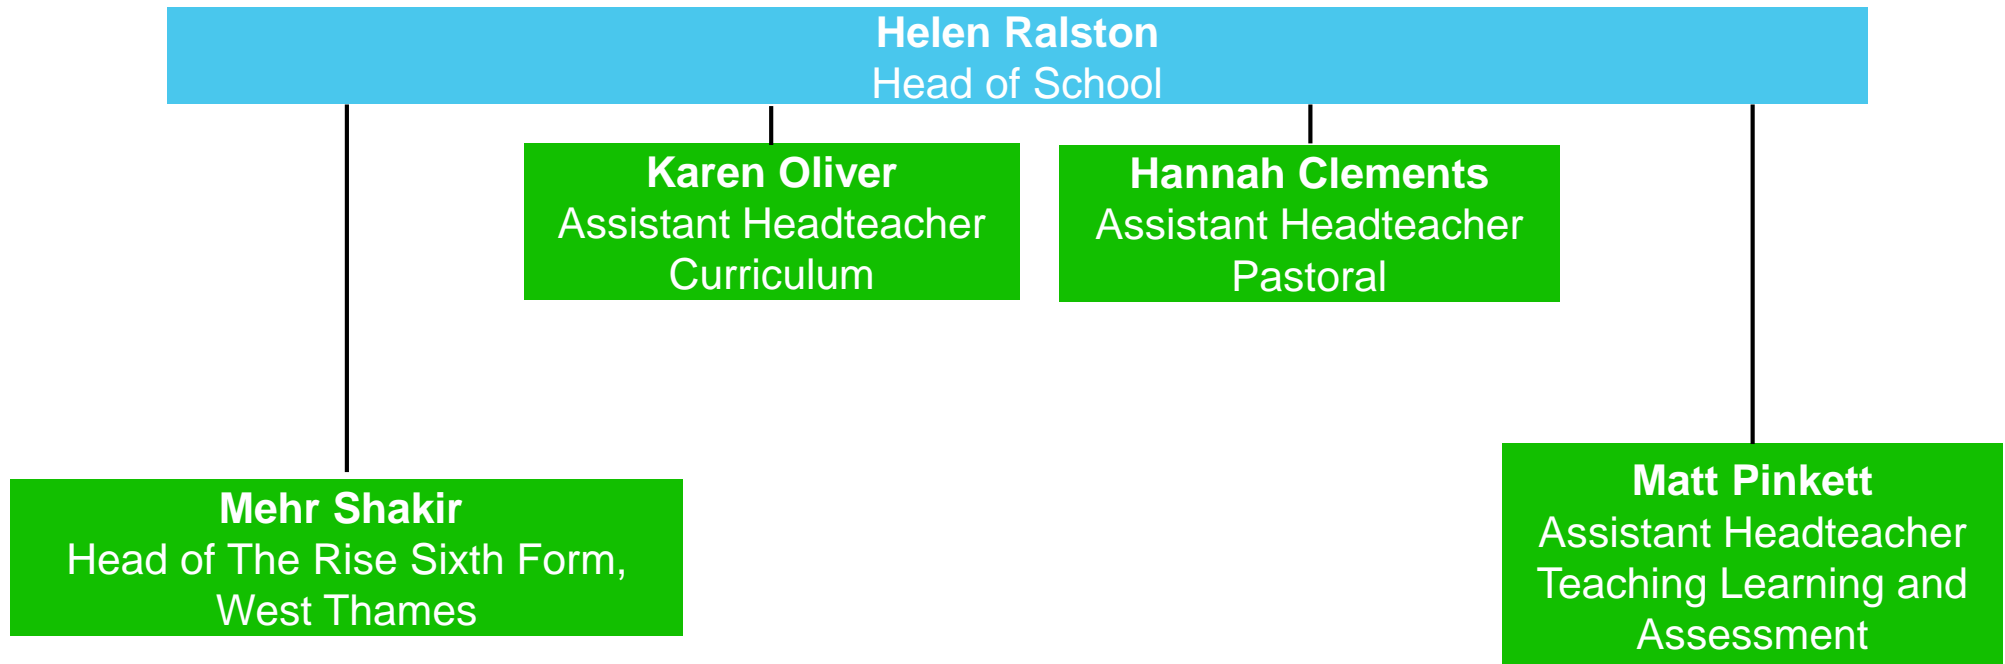 Helen Ralston
Head of School
Karen Oliver
Assistant Headteacher
Curriculum
Hannah Clements
Assistant Headteacher
Pastoral
Mehr Shakir
Head of The Rise Sixth Form,
West Thames
Matt Pinkett
Assistant Headteacher
Teaching Learning and
Assessment